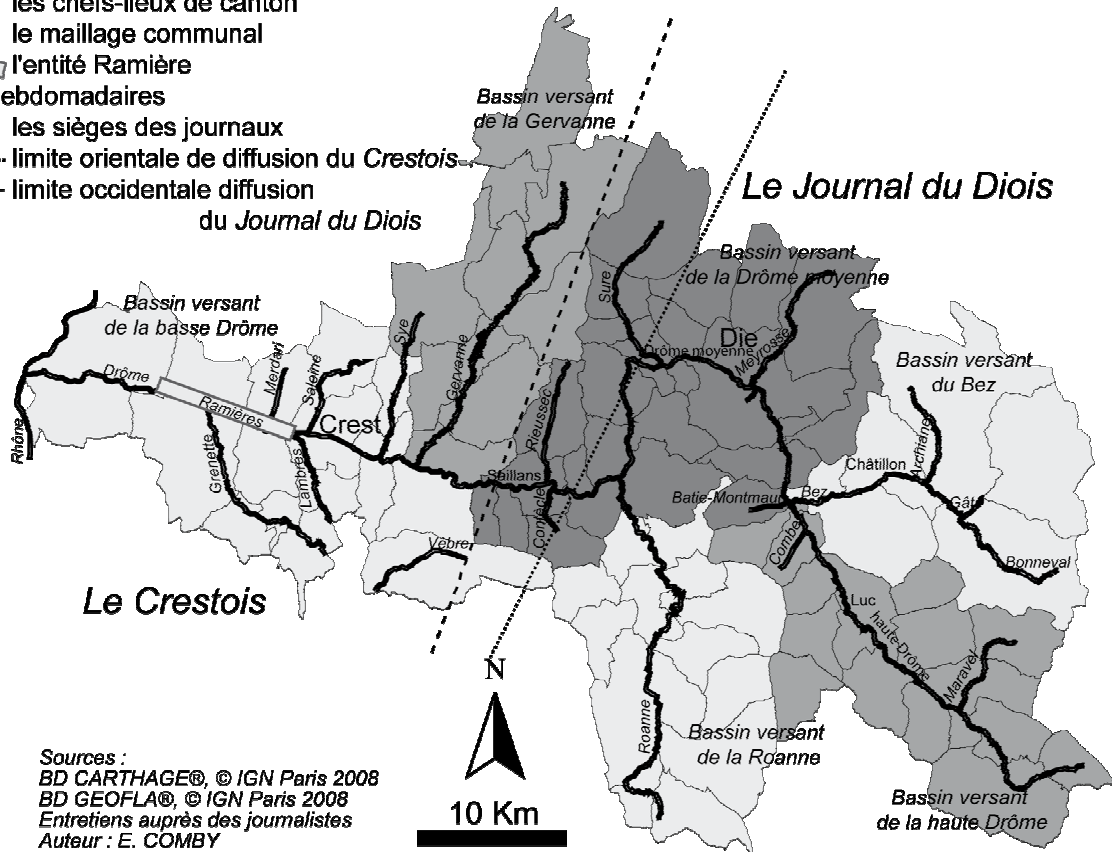 les chefs-lieux de canton
le maillage communal
l'entité Ramière
ebdomadaires
les sièges des journaux
limite orientale de diffusion du Crestois
limite occidentale diffusion
du Journal du Diois
Bassin versant
de la Gervanne
Le Journal du Diois
Bassin versant
de la Drôme moyenne
Bassin versant
de la basse Drôme
Sure
Die
Drôme moyenne
Meyrosse
Bassin versant
du Bez
Sye
Gervanne
Merdari
Saleine
Drôme
Ramières
Crest
Rieussec
Rhône
Grenette
Lambres
Saillans
Contècle
Châtillon
Archiane
Batie-Montmaur
Bez
Gâts
Combe
Bonneval
Vèbre
Le Crestois
Luc
haute Drôme
Maravel
N
Roanne
Bassin versant
de la Roanne
Bassin versant
de la haute Drôme
Sources :
BD CARTHAGE®, © IGN Paris 2008
BD GEOFLA®, © IGN Paris 2008
Entretiens auprès des journalistes
Auteur : E. COMBY
10 Km